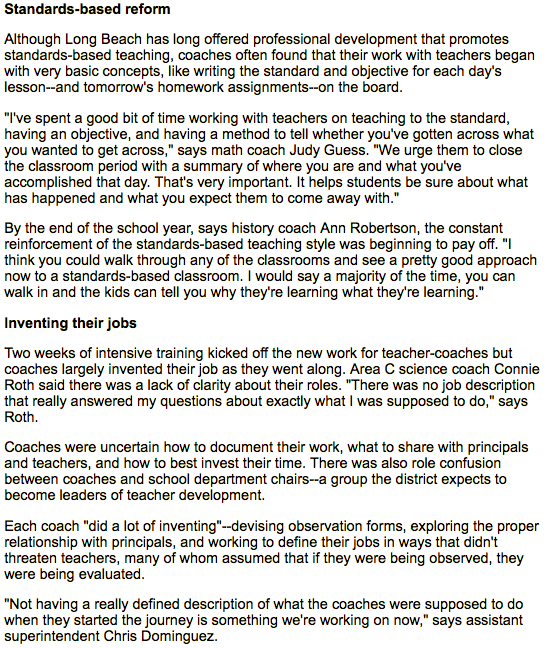 Standards-based reform
Although Long Beach has long offered professional development that promotes
standards-based teaching, coaches often found that their work with teachers began
with very basic concepts, like writing the standard and objective for each day's
lesson--and tomorrow's homework assignments--on the board.
"I've spent a good bit of time working with teachers on teaching to the standard,
having an objective, and having a method to tell whether you've gotten across what
you wanted to get across," says math coach Judy Guess. "We urge them to close
the classroom period with a summary of where you are and what you've
accomplished that day. That's very important. It helps students be sure about what
has happened and what you expect them to come away with."
By the end of the school year, says history coach Ann Robertson, the constant
reinforcement of the standards-based teaching style was beginning to pay off. "I
think you could walk through any of the classrooms and see a pretty good approach
now to a standards-based classroom. I would say a majority of the time, you can
walk in and the kids can tell you why they're learning what they're learning."
Inventing their jobs
Two weeks of intensive training kicked off the new work for teacher-coaches but
coaches largely invented their job as they went along. Area C science coach Connie
Roth said there was a lack of clarity about their roles. "There was no job description
that really answered my questions about exactly what I was supposed to do," says
Roth.
Coaches were uncertain how to document their work, what to share with principals
and teachers, and how to best invest their time. There was also role confusion
between coaches and school department chairs--a group the district expects to
become leaders of teacher development.
Each coach "did a lot of inventing"--devising observation forms, exploring the proper
relationship with principals, and working to define their jobs in ways that didn't
threaten teachers, many of whom assumed that if they were being observed, they
were being evaluated.
"Not having a really defined description of what the coaches were supposed to do
when they started the journey is something we're working on now," says assistant
superintendent Chris Dominguez.